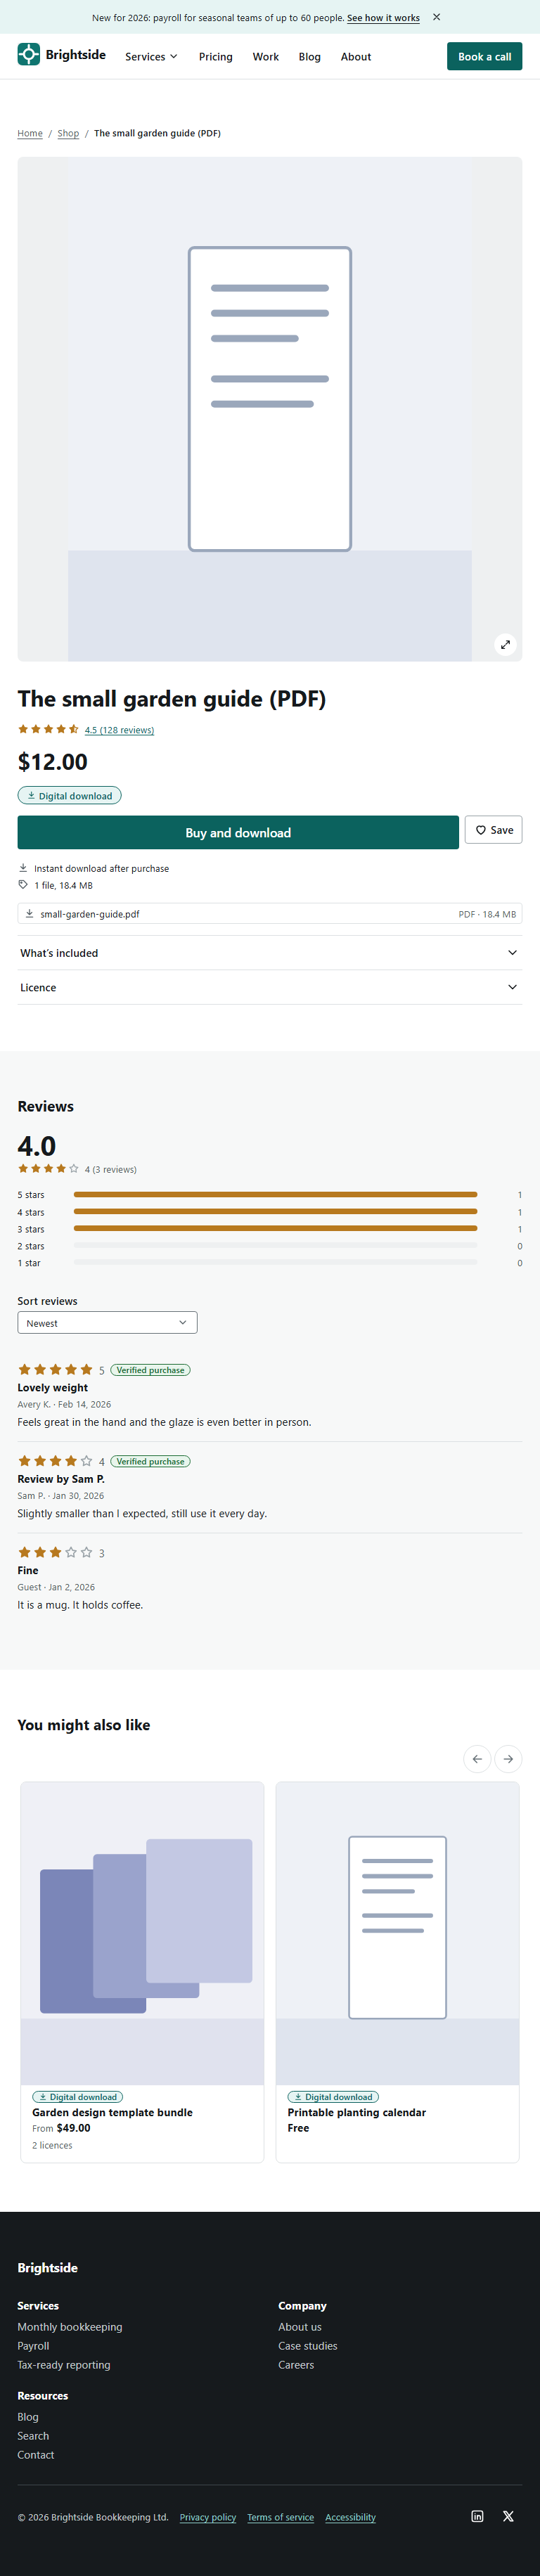 New for 2026: payroll for seasonal teams of up to 60 people. See how it works
Brightside
Services
Pricing
Work
Blog
About
Book a call
Home / Shop / The small garden guide (PDF)
The small garden guide (PDF)
4.5 (128 reviews)
$12.00
Digital download
Buy and download
Save
Instant download after purchase
1 file, 18.4 MB
small-garden-guide.pdf
PDF · 18.4 MB
What's included
Licence
Reviews
4.0
4 (3 reviews)
5 stars 1
4 stars 1
3 stars 1
2 stars 0
1 star 0
Sort reviews
Newest
5 Verified purchase
Lovely weight
Avery K. · Feb 14, 2026
Feels great in the hand and the glaze is even better in person.
4 Verified purchase
Review by Sam P.
Sam P. · Jan 30, 2026
Slightly smaller than I expected, still use it every day.
3
Fine
Guest · Jan 2, 2026
It is a mug. It holds coffee.
You might also like
Digital download
Garden design template bundle
From $49.00
2 licences
Digital download
Printable planting calendar
Free
Brightside
Services
Monthly bookkeeping
Payroll
Tax-ready reporting
Company
About us
Case studies
Careers
Resources
Blog
Search
Contact
© 2026 Brightside Bookkeeping Ltd. Privacy policy Terms of service Accessibility